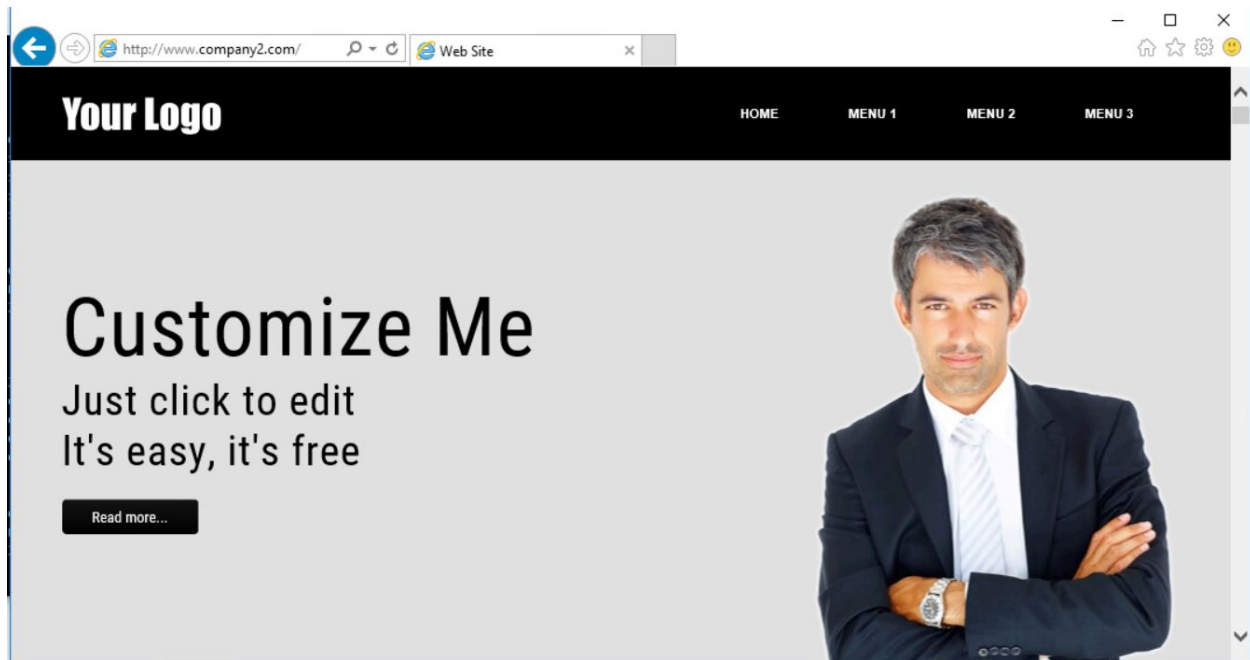 http://www.company2.com/
Web Site
Your Logo
HOME MENU 1 MENU 2 MENU 3
Customize Me
Just click to edit
It's easy, it's free
Read more...